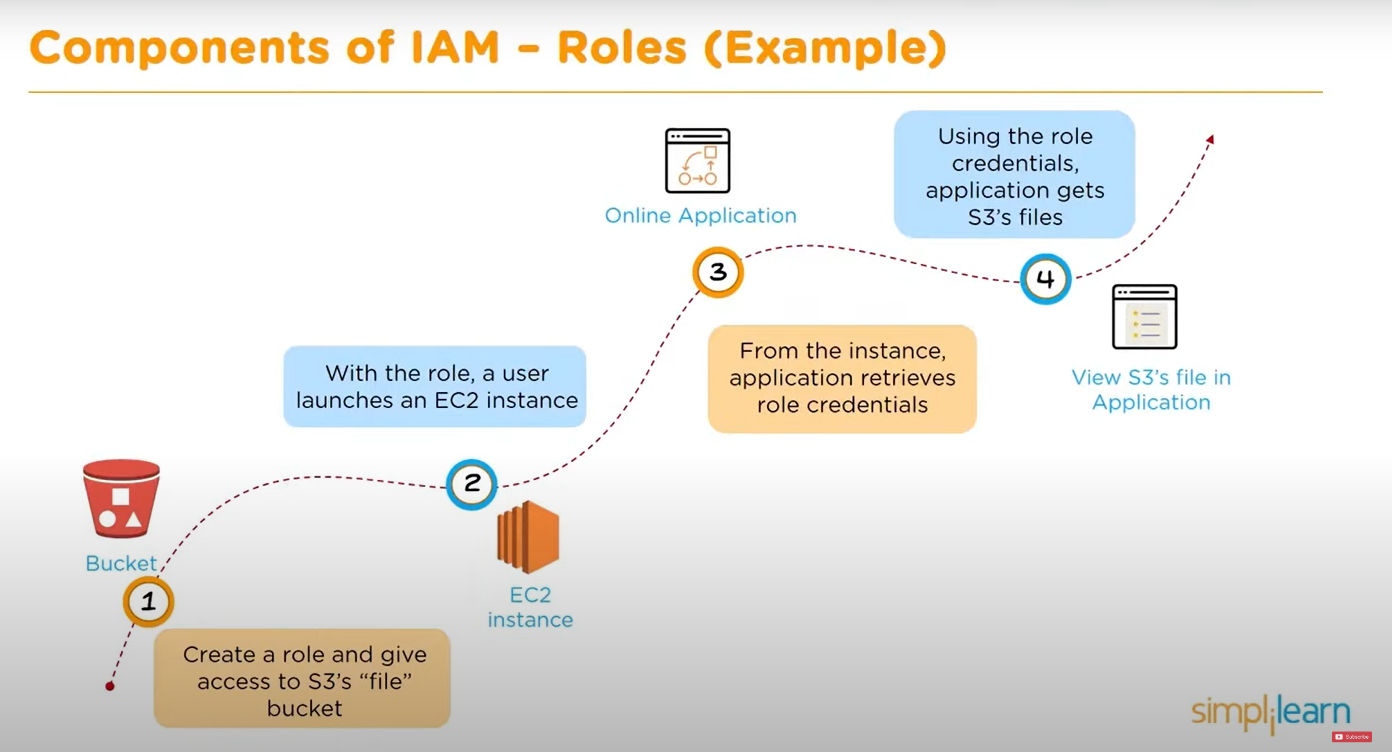 Components of IAM – Roles (Example)
Online Application
Using the role
credentials,
application gets
S3's files
3
4
With the role, a user
launches an EC2 instance
From the instance,
application retrieves
role credentials
View S3's file in
Application
2
Bucket
EC2
instance
1
Create a role and give
access to S3's “file”
bucket
simplilearn
Subscribe